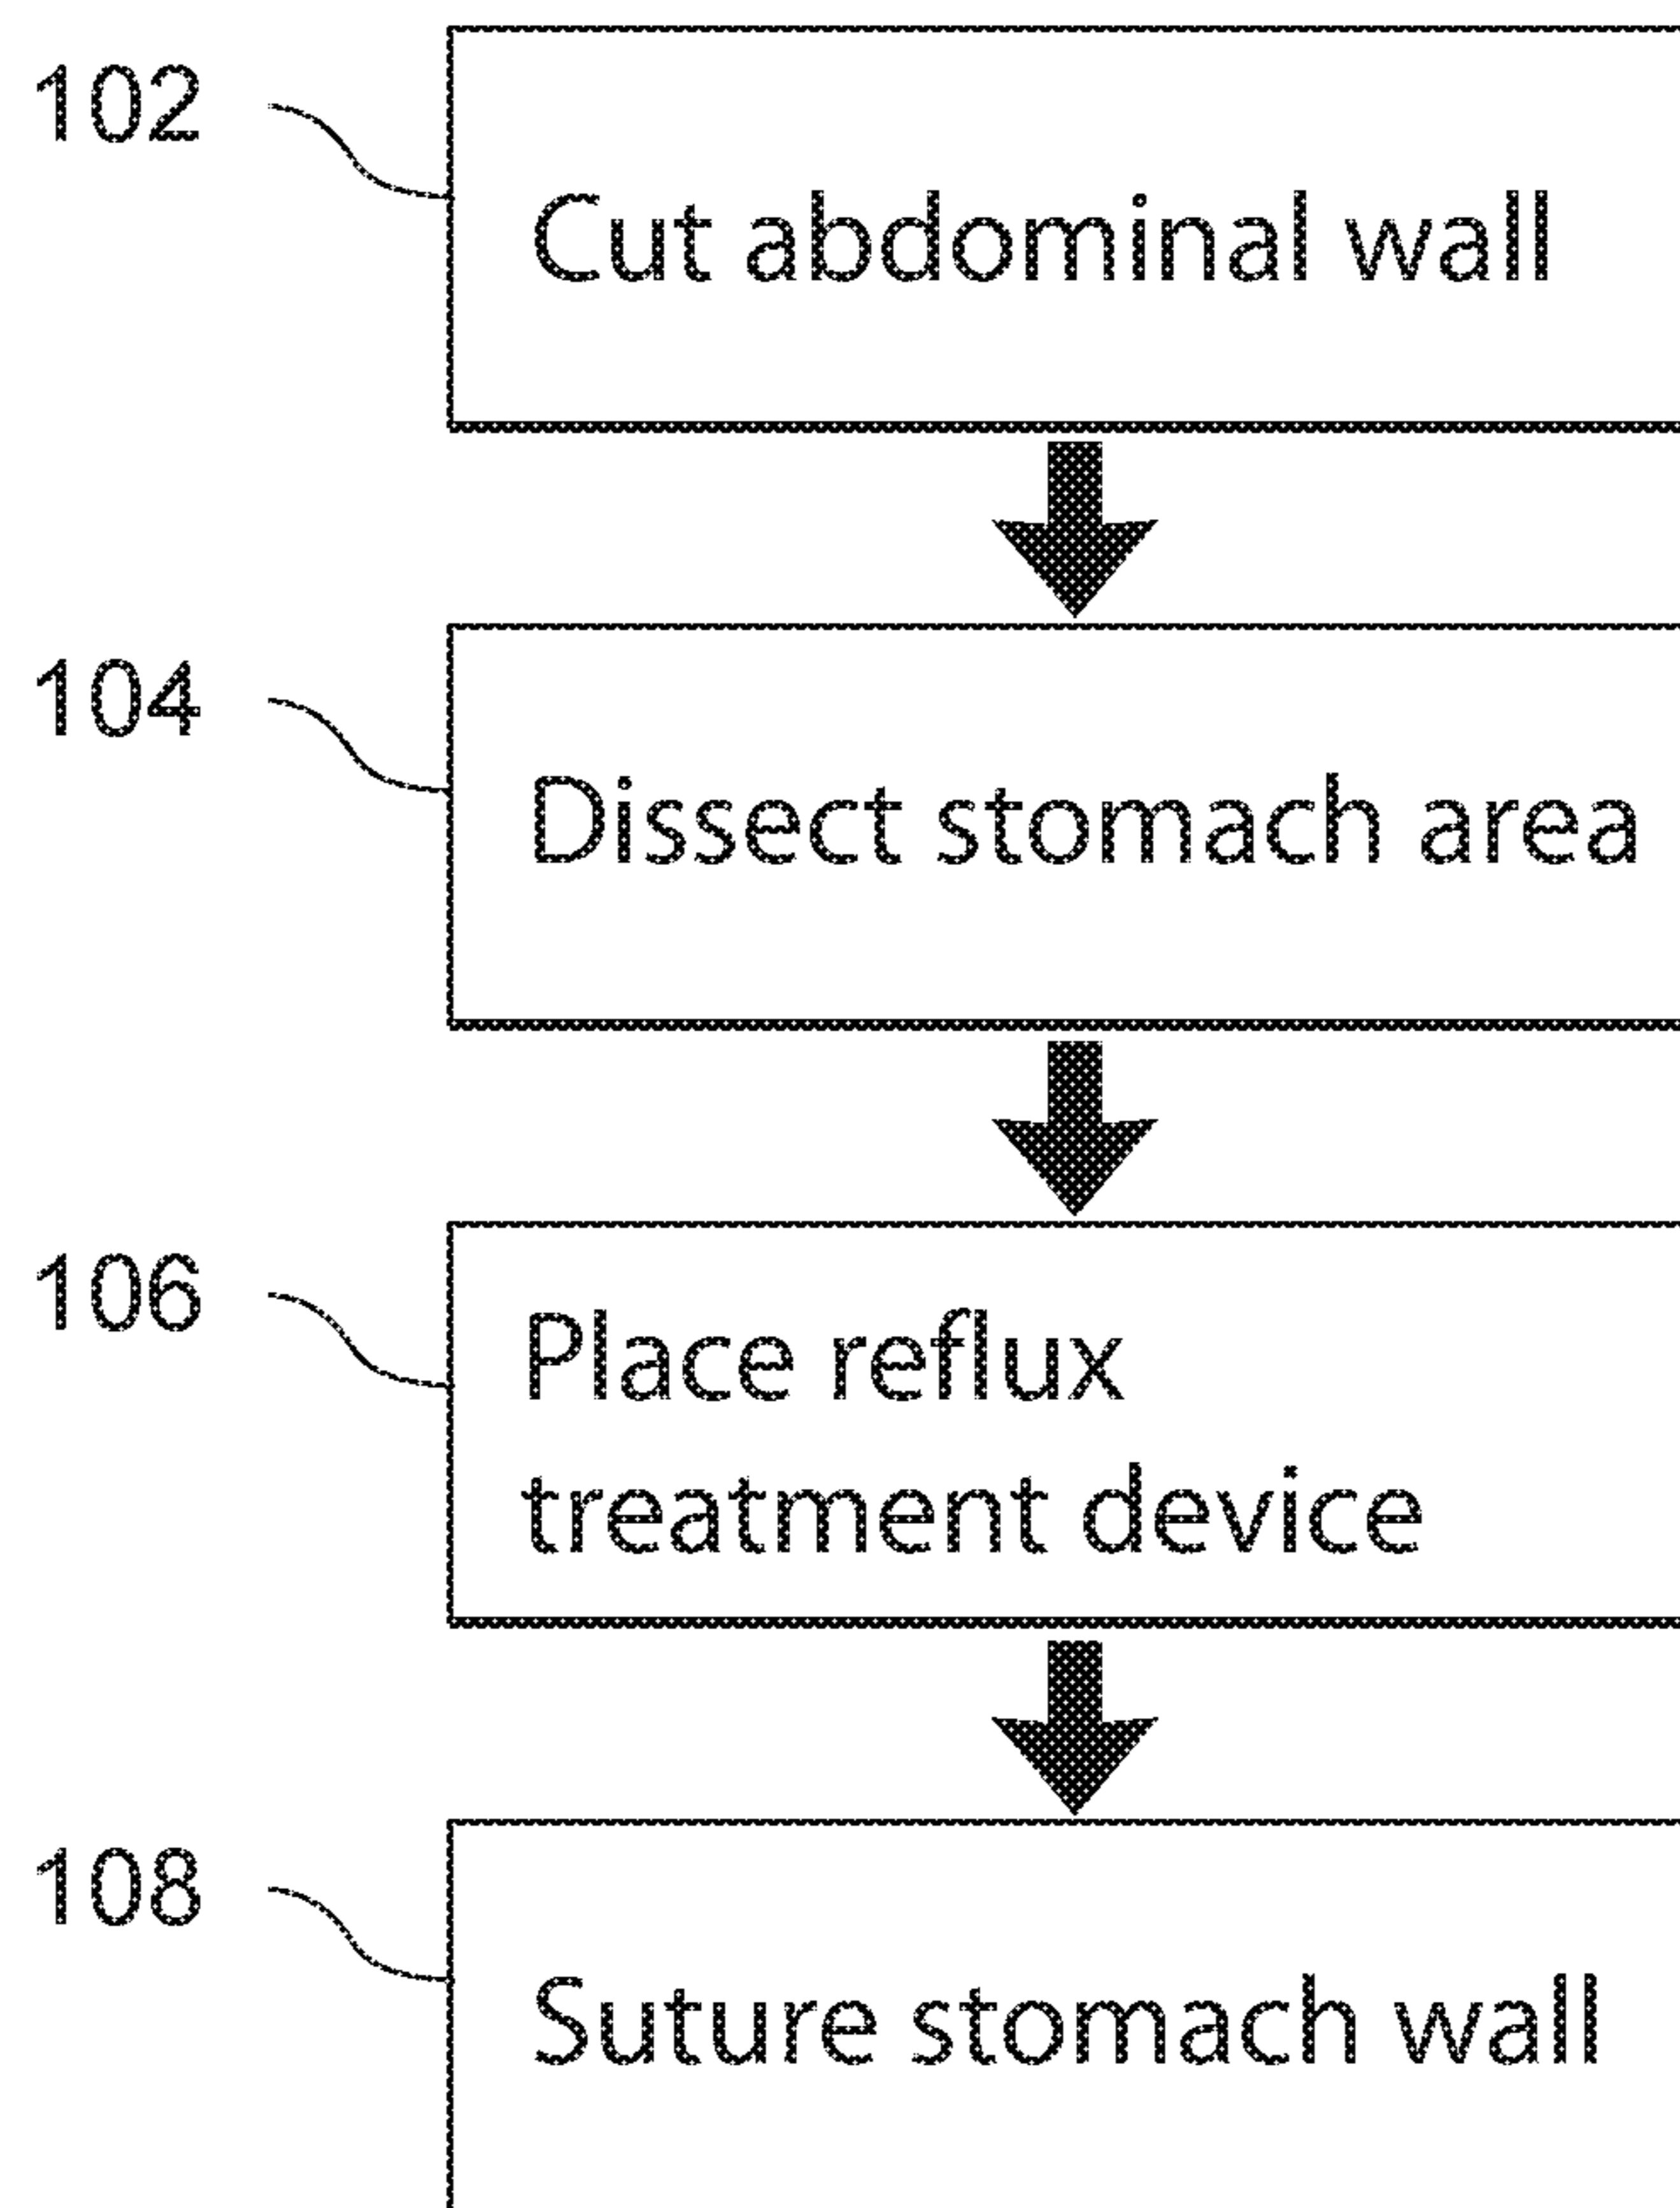 102
Cut abdominal wall
104
Dissect stomach area
106
Place reflux
treatment device
108
Suture stomach wall